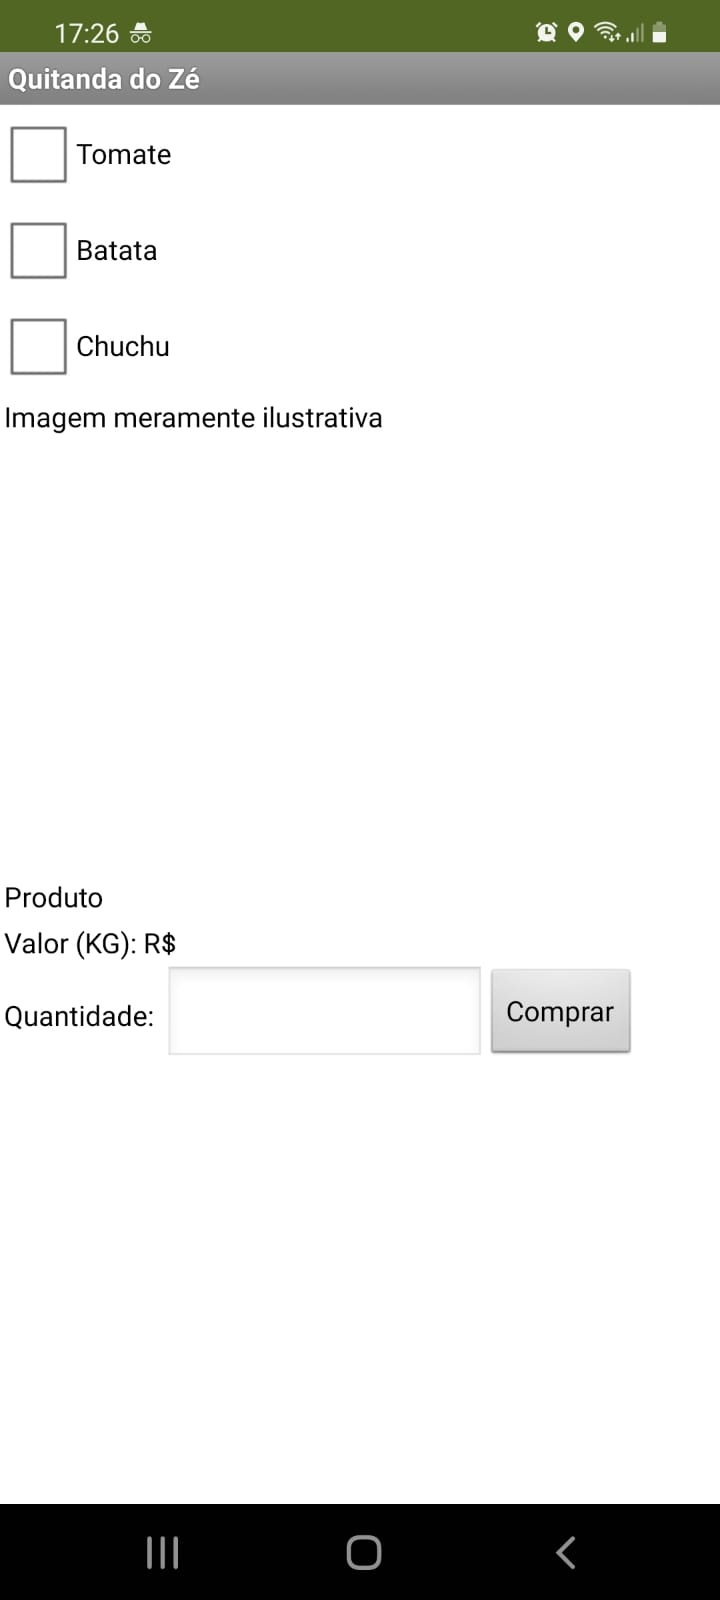 17:26
Quitanda do Zé
Tomate
Batata
Chuchu
Imagem meramente ilustrativa
Produto
Valor (KG): R$
Quantidade:
Comprar